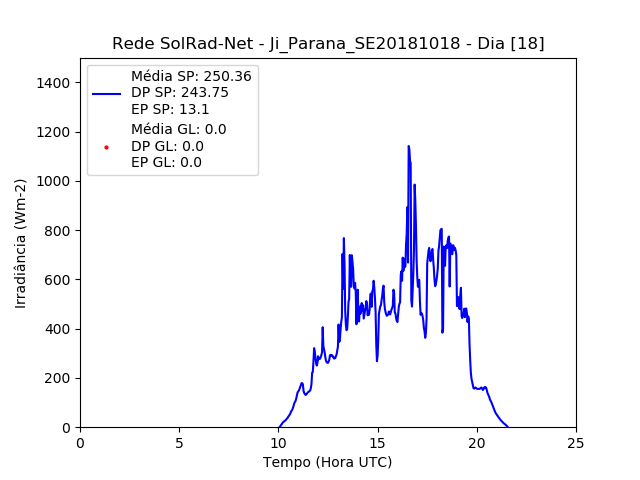 Rede SolRad-Net - Ji_Parana_SE20181018 - Dia [18]
Média SP: 250.36
DP SP: 243.75
EP SP: 13.1
Média GL: 0.0
DP GL: 0.0
EP GL: 0.0
1400
1200
1000
800
600
400
200
0
Irradiância (Wm-2)
0 5 10 15 20 25
Tempo (Hora UTC)